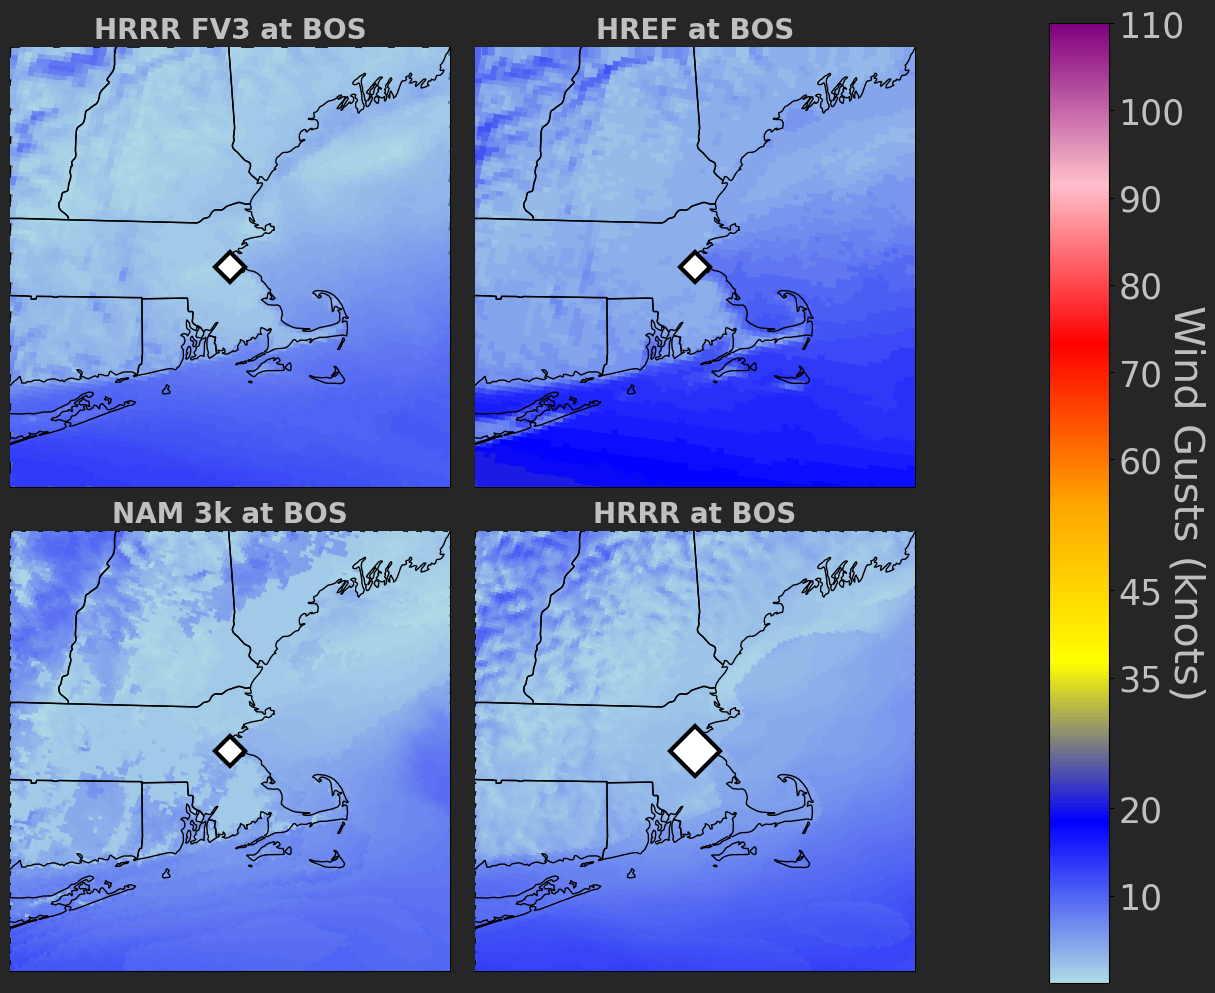 HRRR FV3 at BOS
HREF at BOS
NAM 3k at BOS
HRRR at BOS
110
100
90
80
70
60
45
35
20
10
Wind Gusts (knots)